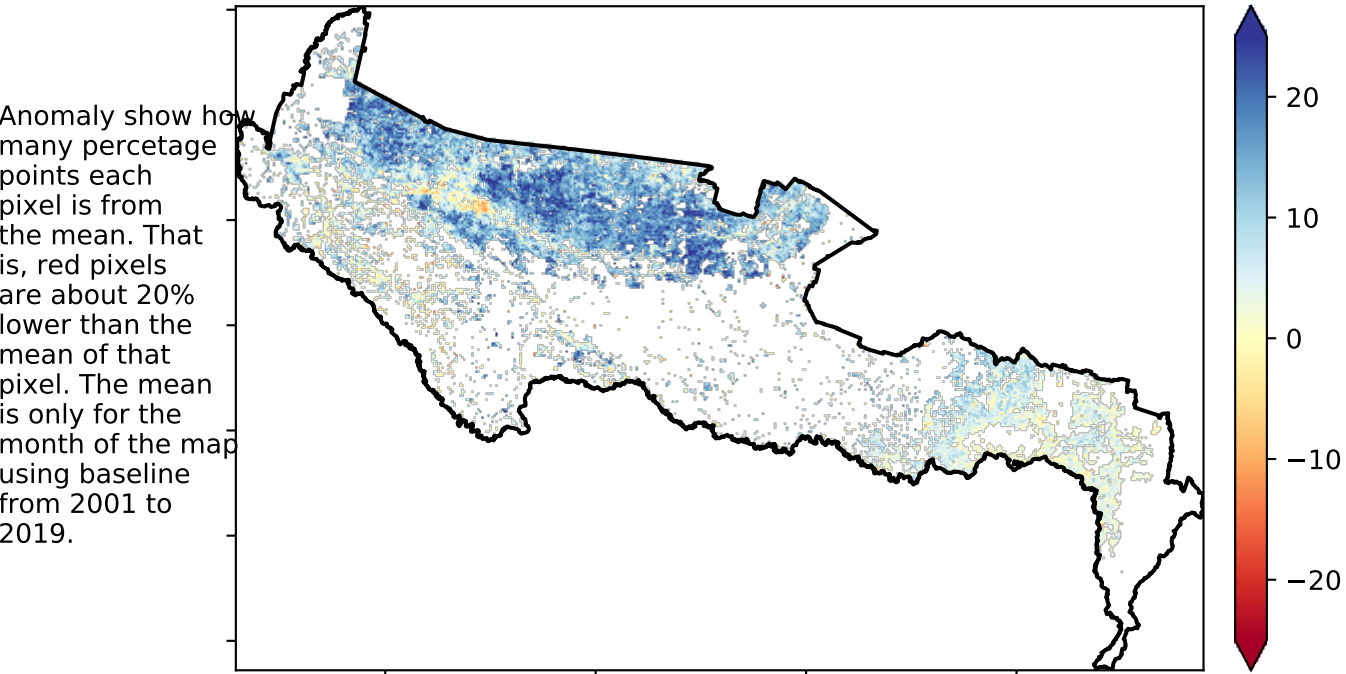 Anomaly show how
many percetage
points each
pixel is from
the mean. That
is, red pixels
are about 20%
lower than the
mean of that
pixel. The mean
is only for the
month of the map
using baseline
from 2001 to
2019.
20
10
0
−10
−20